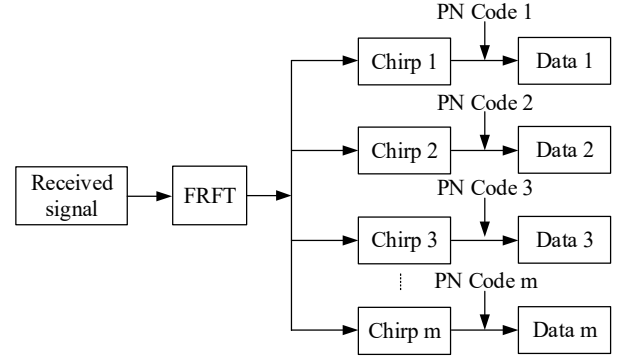 PN Code 1
Chirp 1
Data 1
PN Code 2
Chirp 2
Data 2
Received
signal
FRFT
PN Code 3
Chirp 3
Data 3
PN Code m
Chirp m
Data m